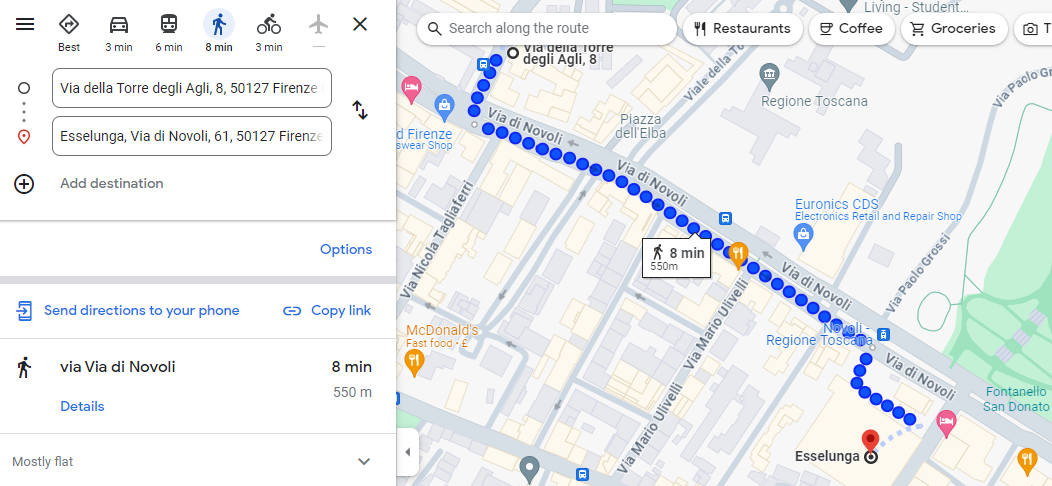 Best
3 min
6 min
8 min
3 min
—
Via della Torre degli Agli, 8, 50127 Firenze
Esselunga, Via di Novoli, 61, 50127 Firenze
Add destination
Options
Send directions to your phone
Copy link
via Via di Novoli
8 min
550 m
Details
Mostly flat
Search along the route
Restaurants
Coffee
Groceries
T
Living - Student...
Via della Torre
degli Agli, 8
Viale della
Regione Toscana
Via Paolo
Piazza
dell'Elba
Via di Novoli
d Firenze
swear Shop
Via di Novoli
Via Nicola Tagliaferri
Euronics CDS
Electronics Retail and Repair Shop
8 min
550m
Via di Novoli
Via Paolo Grossi
Via Mario Ulivelli
McDonald's
Fast food · £
Novoli -
Regione Toscana
Via di Novoli
Via Mario Ulivelli
Fontanello
San Donato
Esselunga